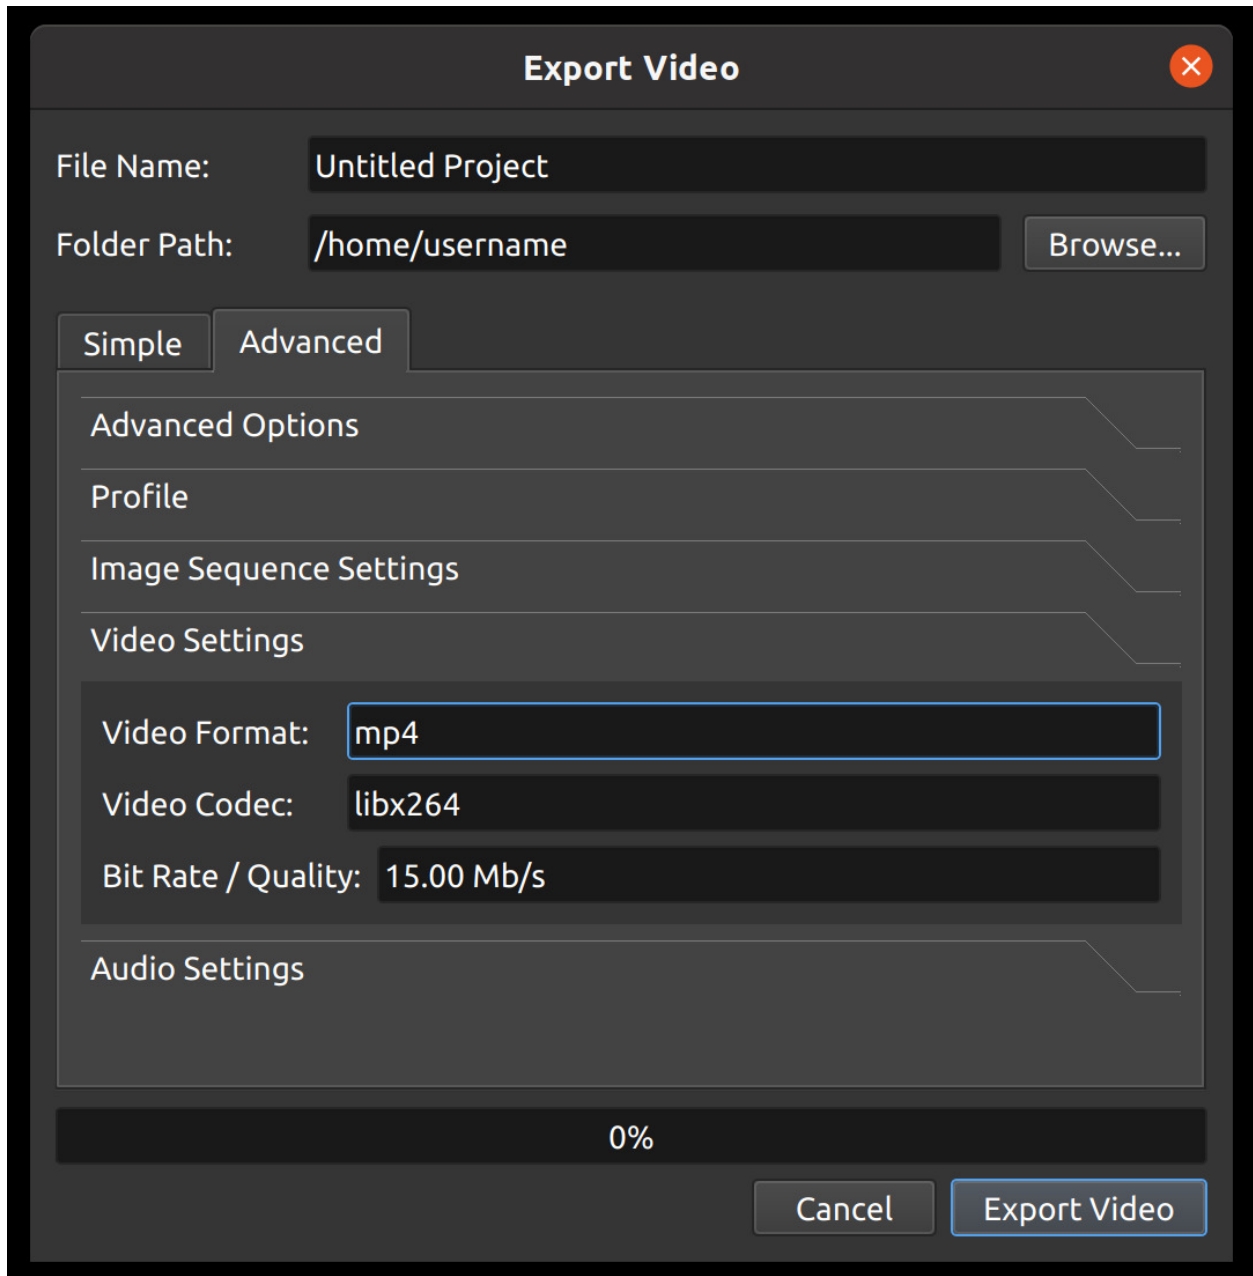 Export Video
File Name: Untitled Project
Folder Path: /home/username Browse...
Simple Advanced
Advanced Options
Profile
Image Sequence Settings
Video Settings
Video Format: mp4
Video Codec: libx264
Bit Rate / Quality: 15.00 Mb/s
Audio Settings
0%
Cancel Export Video